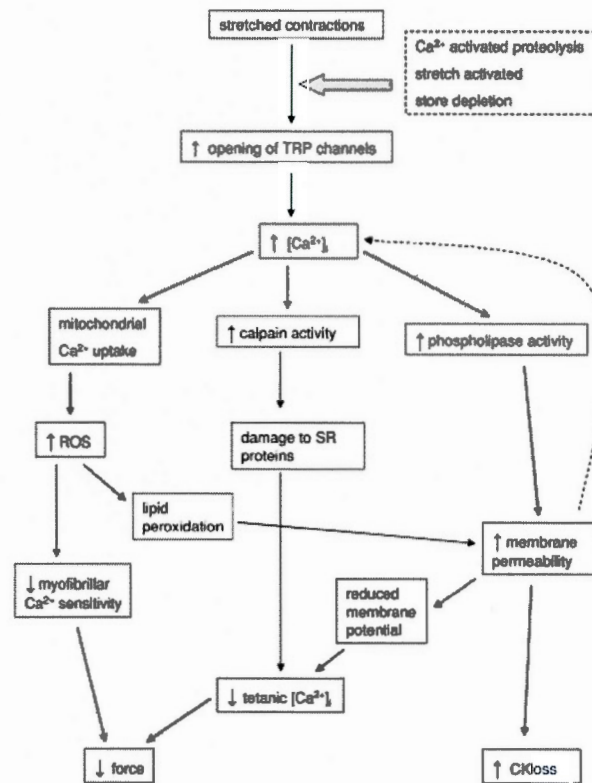 stretched contractions
Ca²⁺ activated proteolysis
stretch activated
store depletion
↑ opening of TRP channels
↑ [Ca²⁺]ᵢ
mitochondrial
Ca²⁺ uptake
↑ calpain activity
↑ phospholipase activity
↑ ROS
damage to SR
proteins
lipid
peroxidation
↑ membrane
permeability
↓ myofibrillar
Ca²⁺ sensitivity
reduced
membrane
potential
↓ tetanic [Ca²⁺]ᵢ
↓ force
↑ CKloss